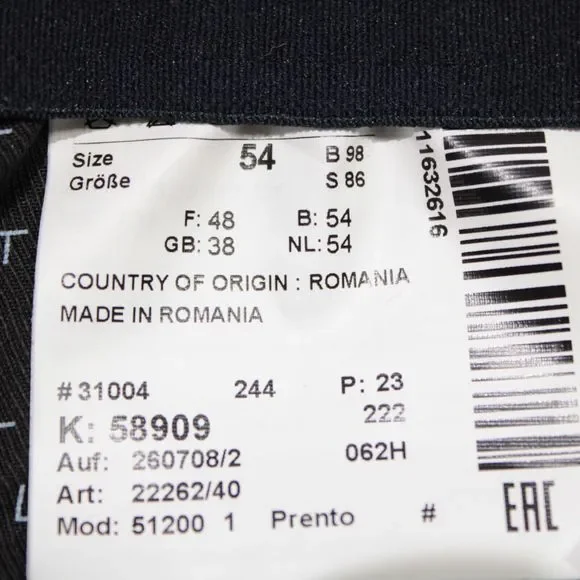 Size 54 B 98
Größe S 86
F: 48 B: 54
GB: 38 NL: 54
COUNTRY OF ORIGIN : ROMANIA
MADE IN ROMANIA
# 31004 244 P: 23
K: 58909 222
Auf: 260708/2 062H
Art: 22262/40
Mod: 51200 1 Prento #
EAC
11632616
T
L